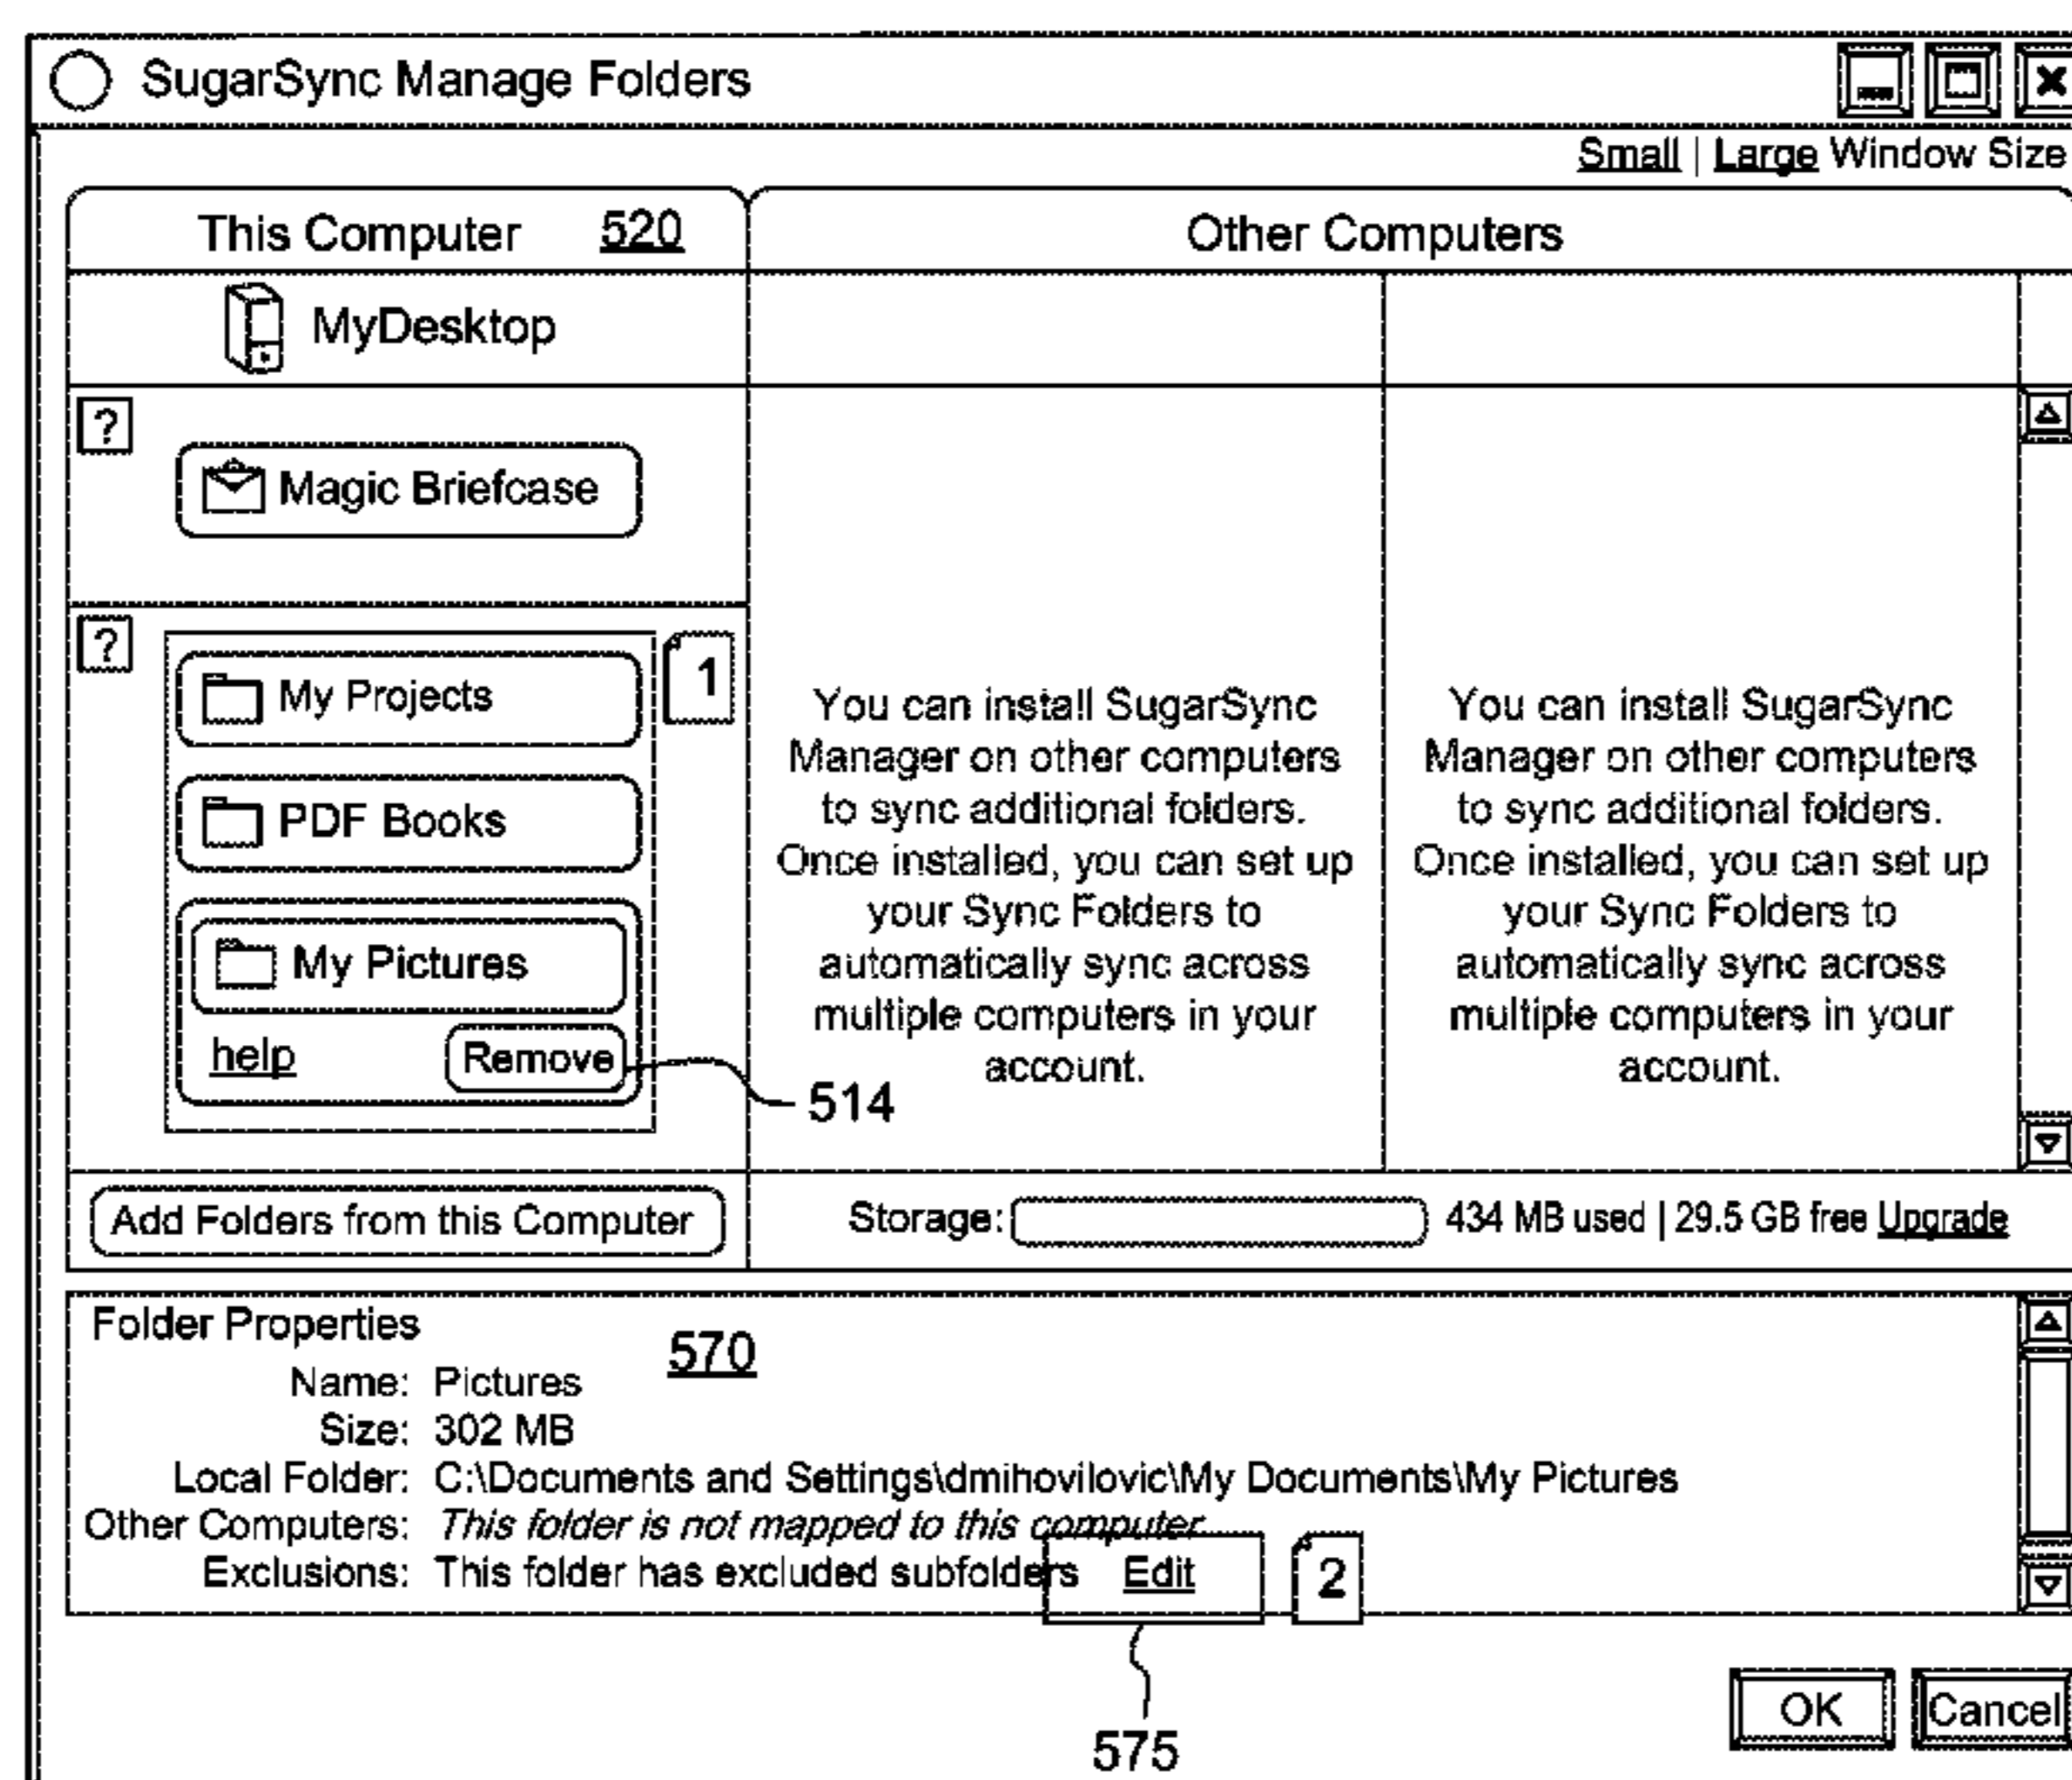 SugarSync Manage Folders
Small | Large Window Size
This Computer 520
Other Computers
MyDesktop
?
Magic Briefcase
?
1
My Projects
PDF Books
My Pictures
help Remove
514
You can install SugarSync
Manager on other computers
to sync additional folders.
Once installed, you can set up
your Sync Folders to
automatically sync across
multiple computers in your
account.
You can install SugarSync
Manager on other computers
to sync additional folders.
Once installed, you can set up
your Sync Folders to
automatically sync across
multiple computers in your
account.
Add Folders from this Computer
Storage: 434 MB used | 29.5 GB free Upgrade
Folder Properties
570
Name: Pictures
Size: 302 MB
Local Folder: C:\Documents and Settings\dmihovilovic\My Documents\My Pictures
Other Computers: This folder is not mapped to this computer
Exclusions: This folder has excluded subfolders Edit
2
575
OK Cancel